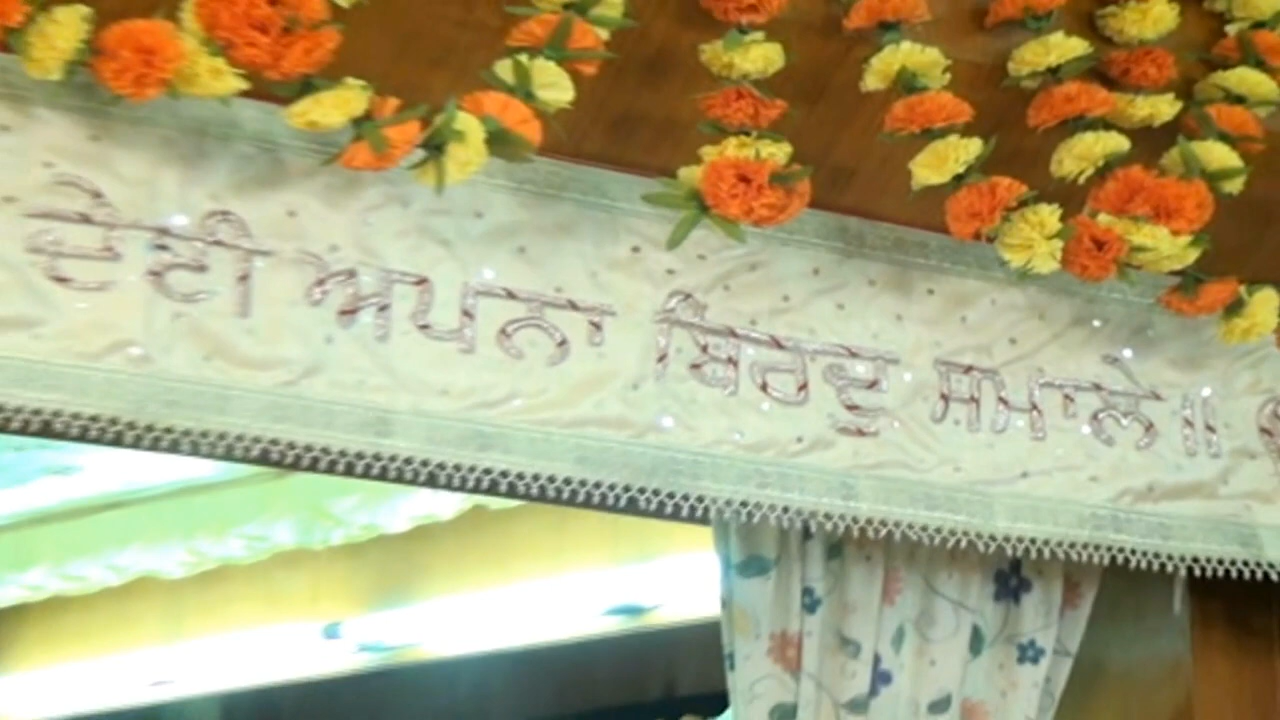 ਦੇਈ ਅਪਨਾ ਬਿਰਦੁ ਸਮਾਲੇ॥